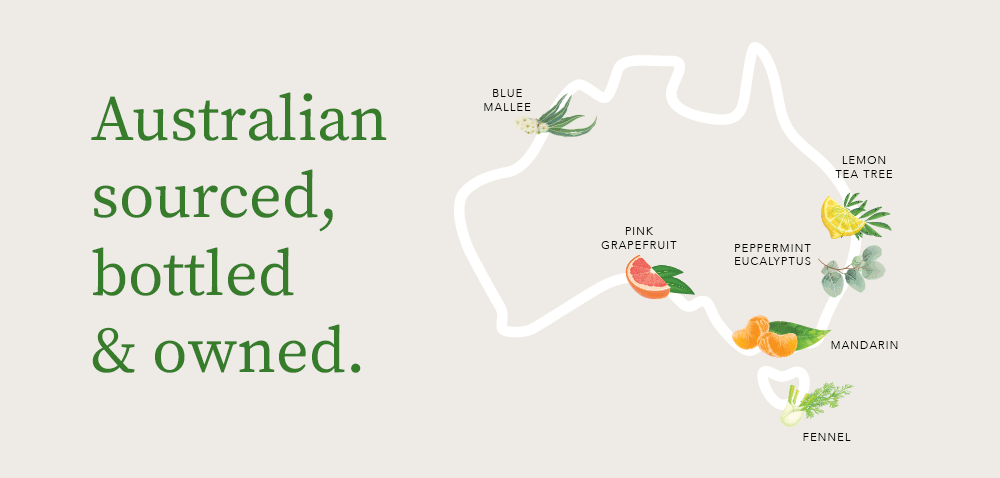 Australian
sourced,
bottled
& owned.
BLUE
MALLEE
LEMON
TEA TREE
PINK
GRAPEFRUIT
PEPPERMINT
EUCALYPTUS
MANDARIN
FENNEL